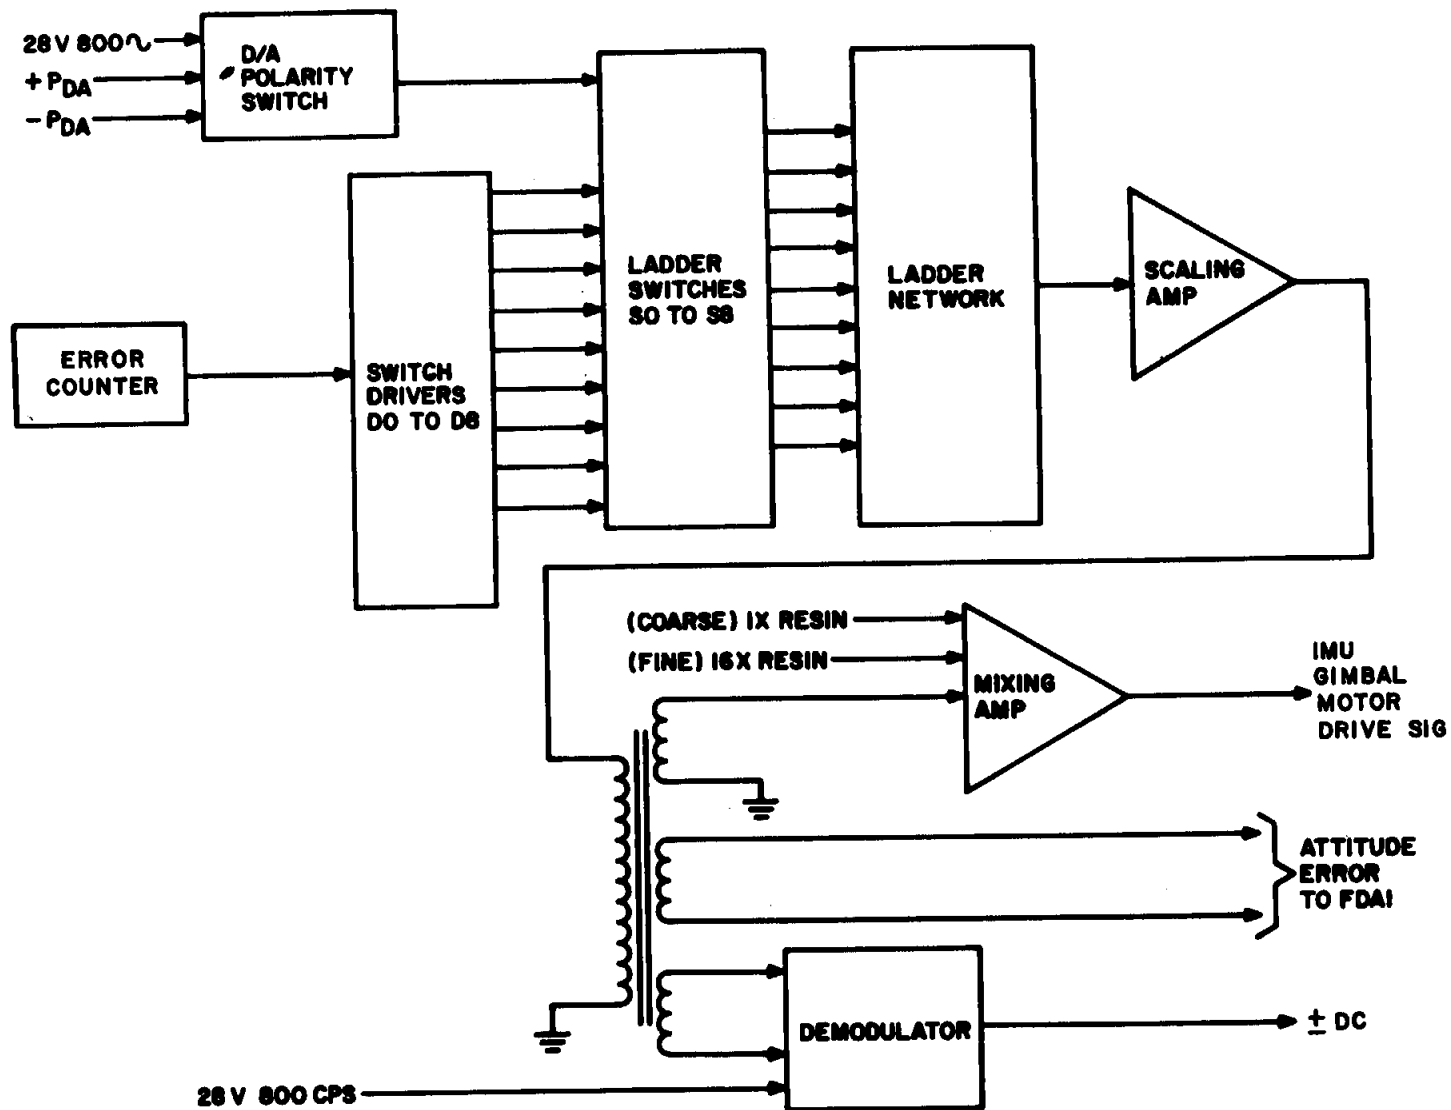 28V 800∿
+ PDA
- PDA
D/A
POLARITY
SWITCH
LADDER
SWITCHES
S0 TO S8
LADDER
NETWORK
SCALING
AMP
ERROR
COUNTER
SWITCH
DRIVERS
D0 TO D8
(COARSE) 1X RESIN
(FINE) 16X RESIN
MIXING
AMP
IMU
GIMBAL
MOTOR
DRIVE SIG
ATTITUDE
ERROR
TO FDAI
DEMODULATOR
± DC
28 V 800 CPS